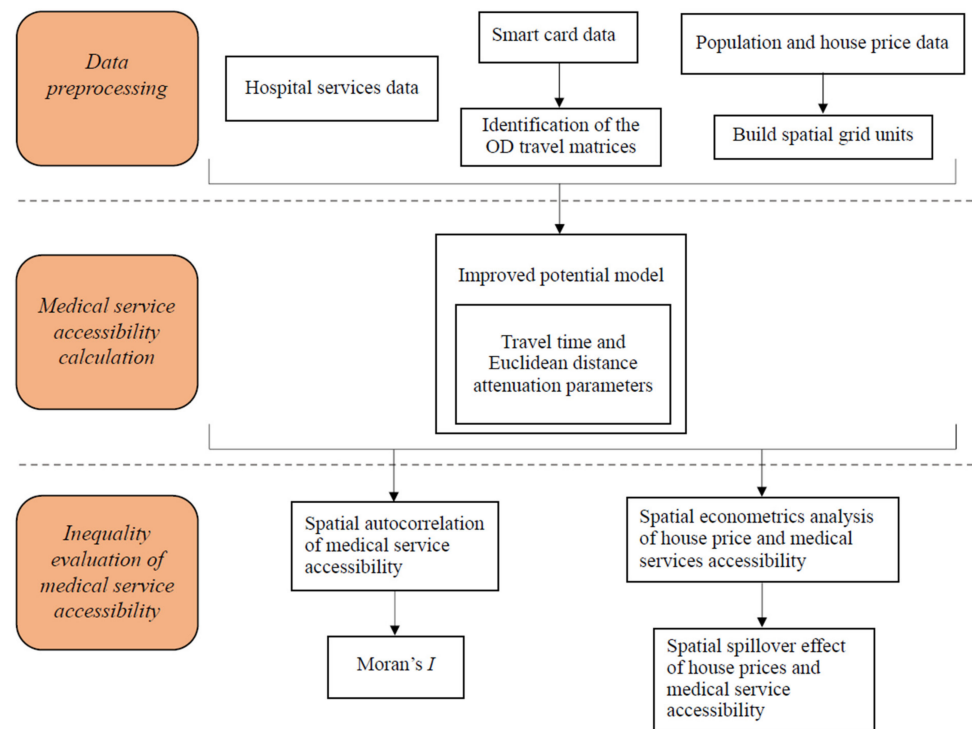 Data
preprocessing
Hospital services data
Smart card data
Identification of the
OD travel matrices
Population and house price data
Build spatial grid units
Medical service
accessibility
calculation
Improved potential model
Travel time and
Euclidean distance
attenuation parameters
Inequality
evaluation of
medical service
accessibility
Spatial autocorrelation
of medical service
accessibility
Moran's I
Spatial econometrics analysis
of house price and medical
services accessibility
Spatial spillover effect
of house prices and
medical service
accessibility